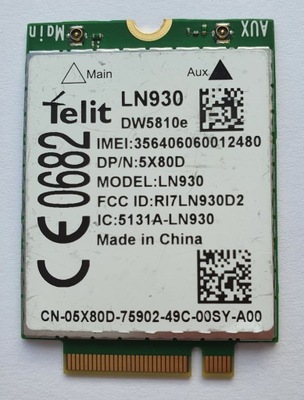 Main
AUX
Main
Aux
Telit
LN930
DW5810e
IMEI:356406060012480
DP/N:5X80D
MODEL:LN930
FCC ID:RI7LN930D2
IC:5131A-LN930
Made in China
CE0682
CN-05X80D-75902-49C-00SY-A00